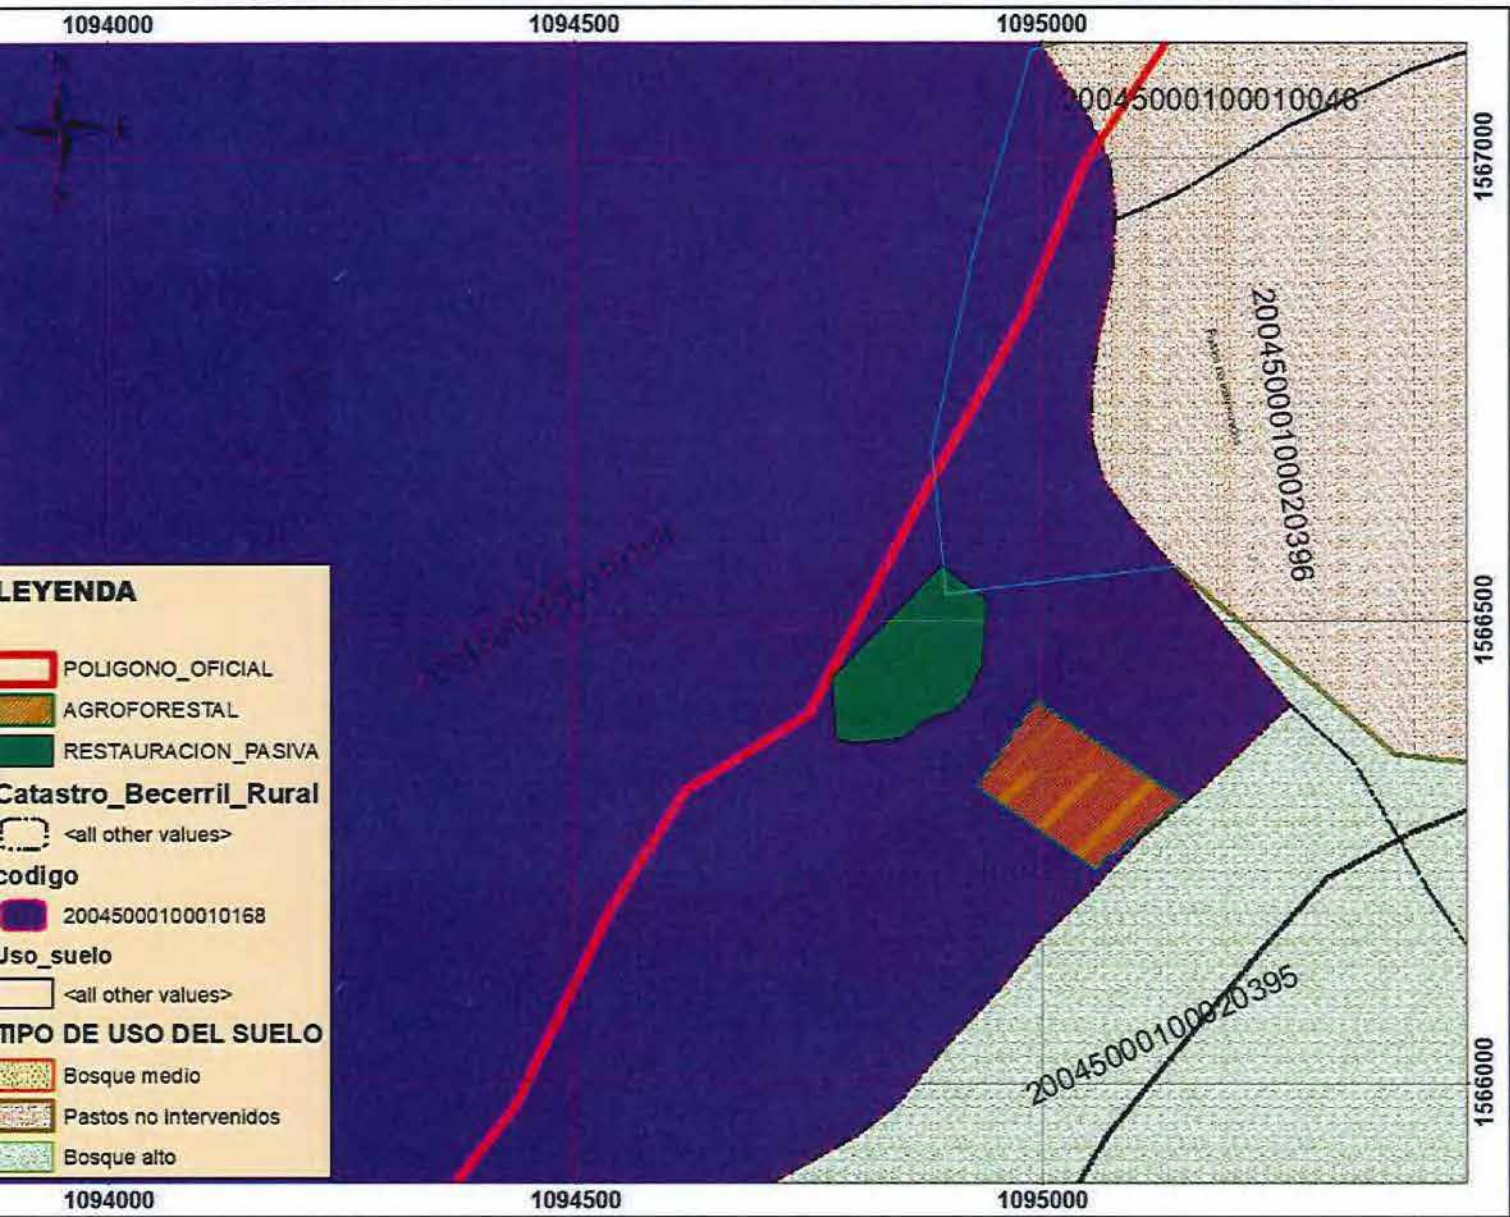 1094000 1094500 1095000
20045000100010046
1567000
20045000100020396
LEYENDA
1566500
POLIGONO_OFICIAL
AGROFORESTAL
RESTAURACION_PASIVA
Catastro_Becerril_Rural
<all other values>
codigo
20045000100010168
Uso_suelo
<all other values>
20045000100020395
TIPO DE USO DEL SUELO
1566000
Bosque medio
Pastos no intervenidos
Bosque alto
1094000 1094500 1095000